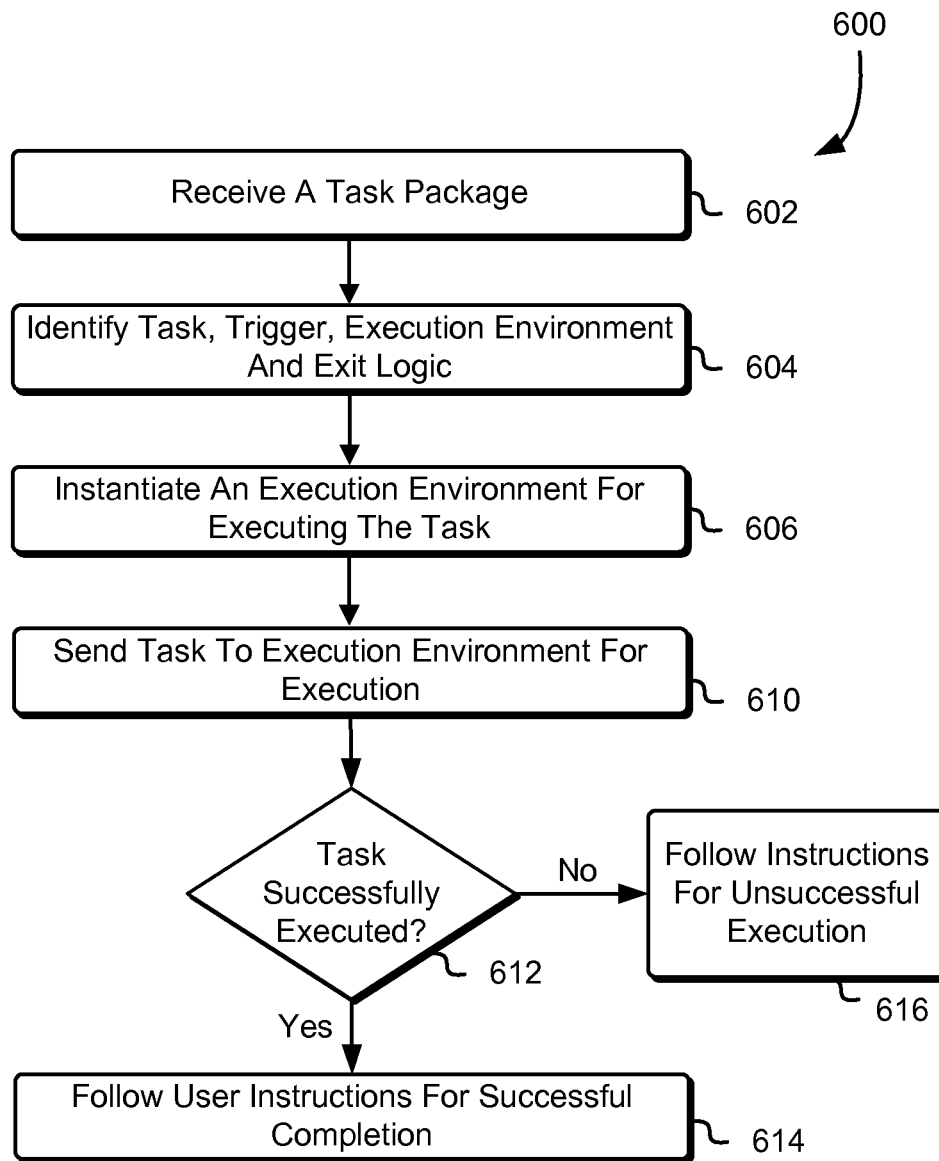 600
Receive A Task Package
602
Identify Task, Trigger, Execution Environment
And Exit Logic
604
Instantiate An Execution Environment For
Executing The Task
606
Send Task To Execution Environment For
Execution
610
Task
Successfully
Executed?
612
No
Follow Instructions
For Unsuccessful
Execution
616
Yes
Follow User Instructions For Successful
Completion
614